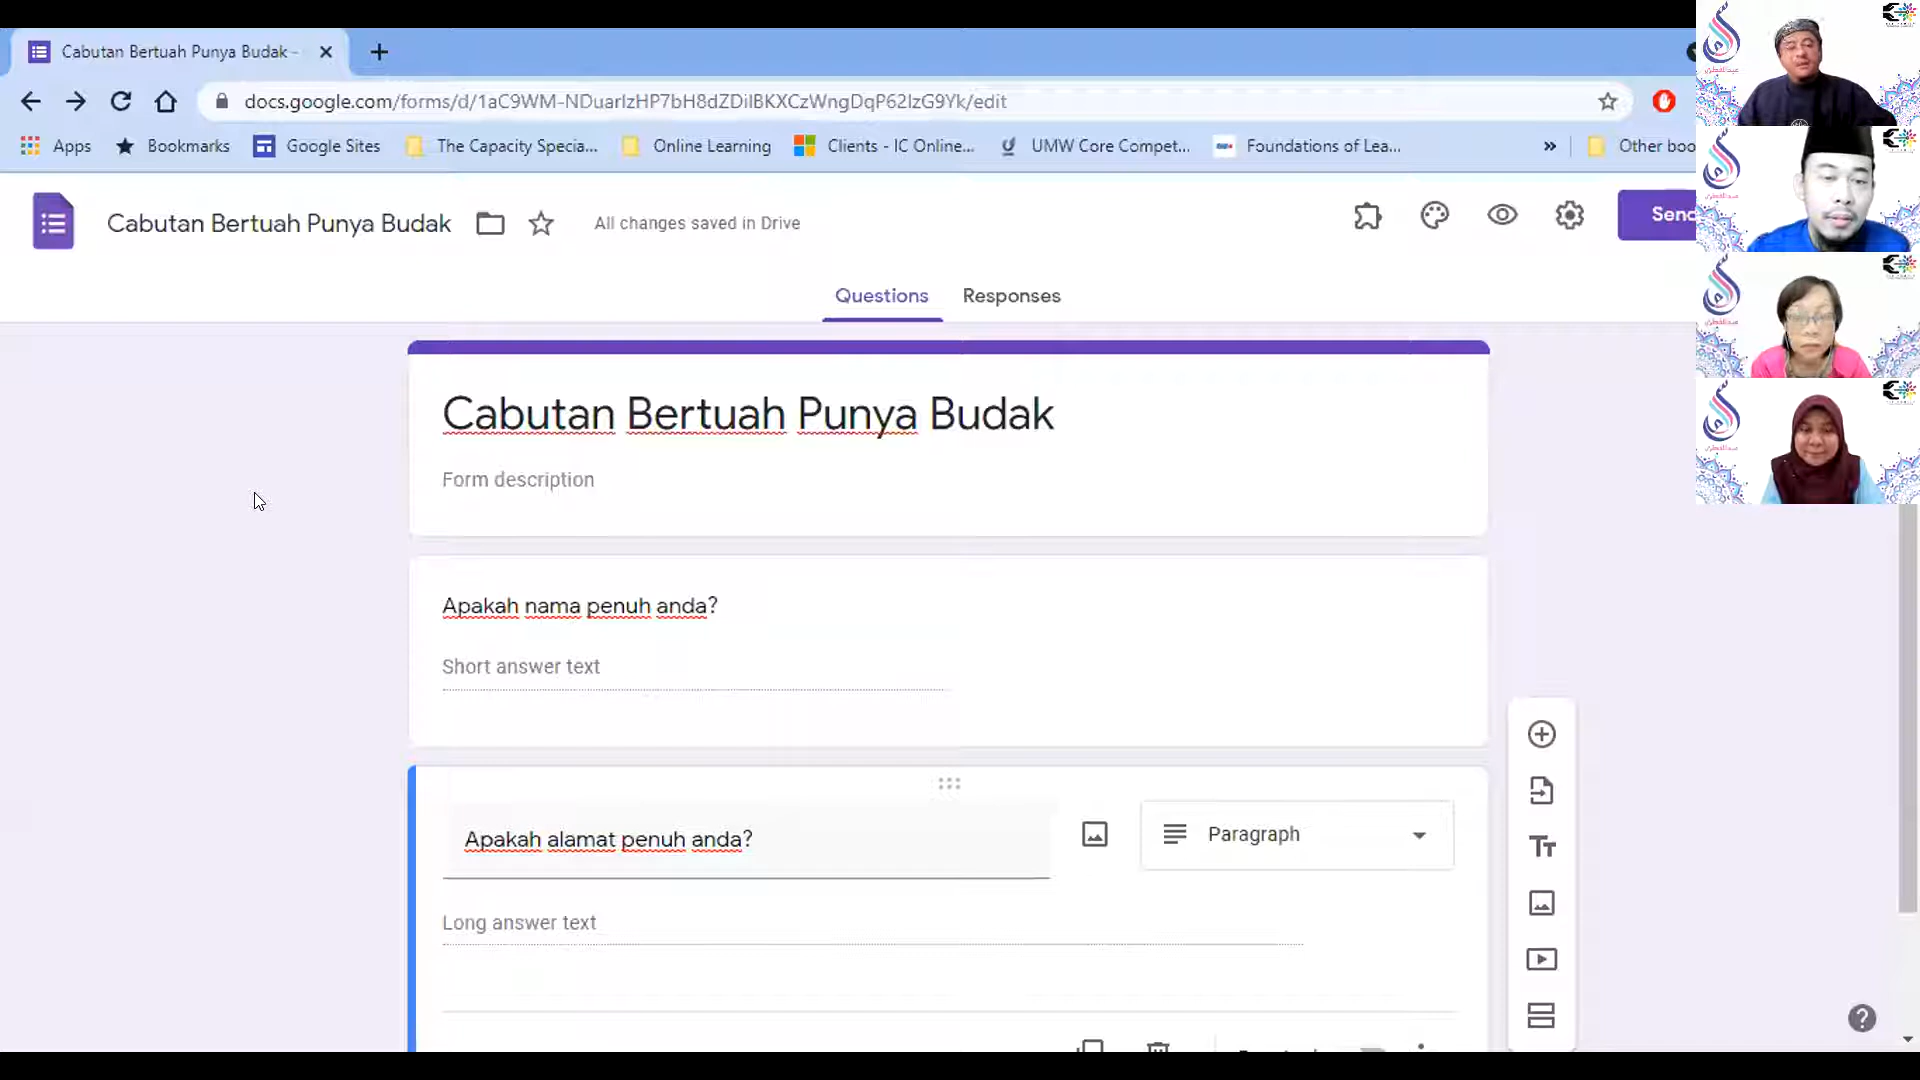 Cabutan Bertuah Punya Budak -
docs.google.com/forms/d/1aC9WM-NDuarIzHP7bH8dZDiIBKXCzWngDqP62IzG9Yk/edit
Apps
Bookmarks
Google Sites
The Capacity Specia...
Online Learning
Clients - IC Online...
UMW Core Compet...
Foundations of Lea...
»
Other boo
Cabutan Bertuah Punya Budak
All changes saved in Drive
Send
Questions
Responses
Cabutan Bertuah Punya Budak
Form description
Apakah nama penuh anda?
Short answer text
Apakah alamat penuh anda?
Paragraph
Long answer text